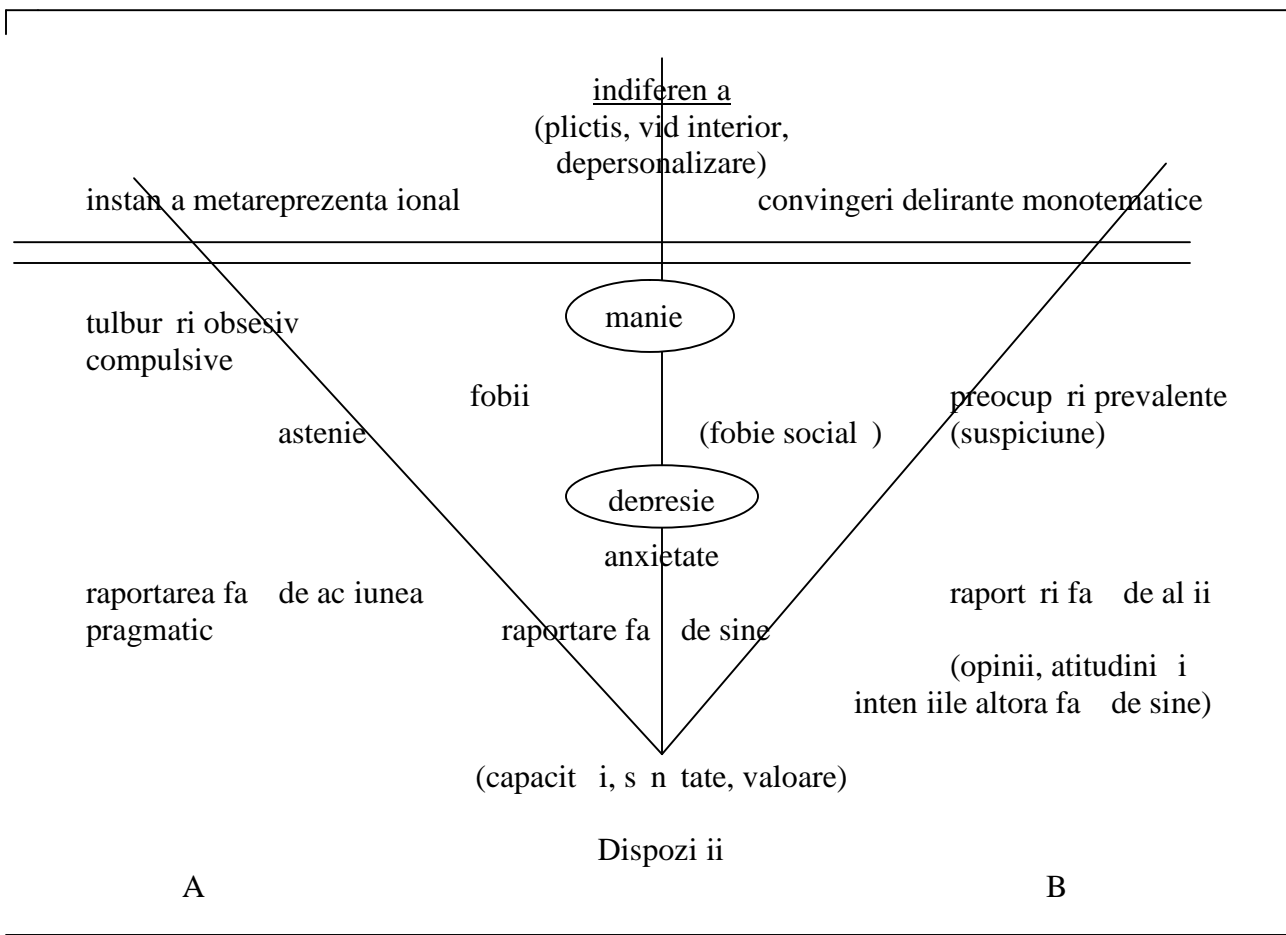 indiferen a
(plictis, vid interior,
depersonalizare)
instan a metareprezenta ional
convingeri delirante monotematice
manie
tulbur ri obsesiv
compulsive
fobii
preocup ri prevalente
astenie
(fobie social )
(suspiciune)
depresie
anxietate
raportarea fa de ac iunea
raport ri fa de al ii
pragmatic
raportare fa de sine
(opinii, atitudini i
inten iile altora fa de sine)
(capacit i, s n tate, valoare)
Dispozi ii
A
B